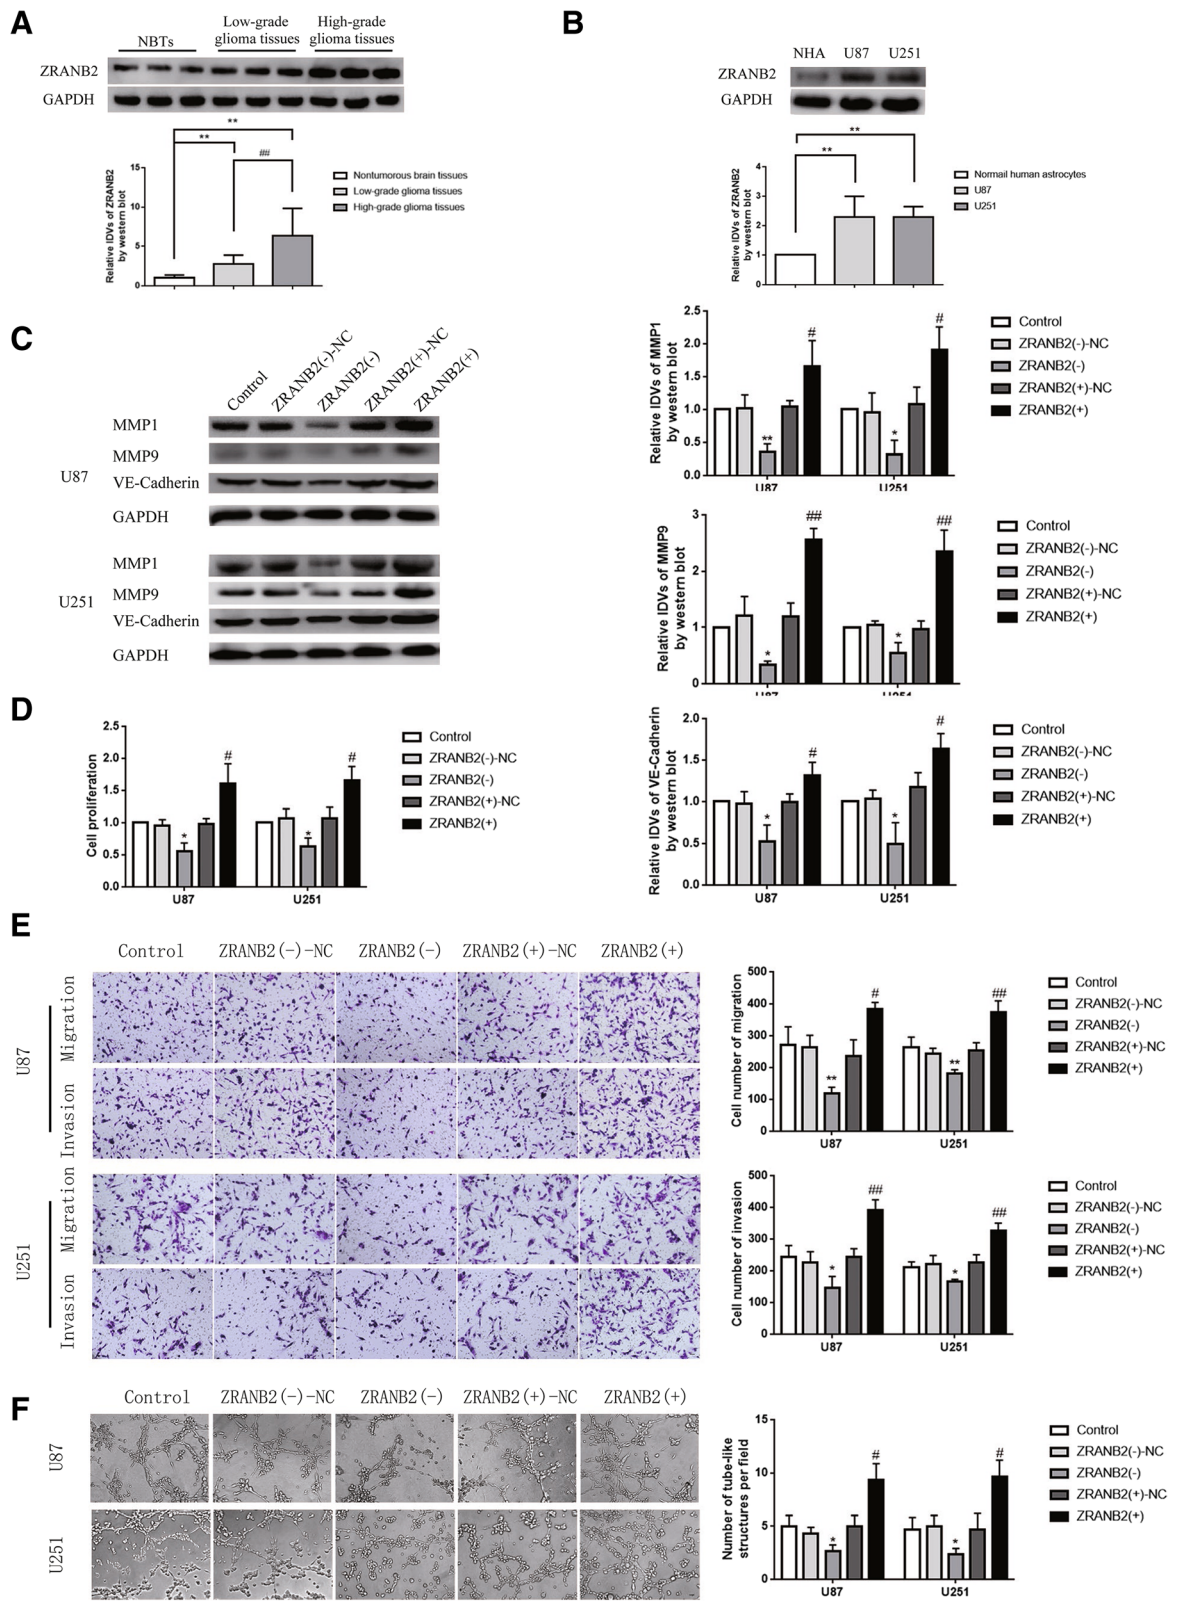 A
NBTs
Low-grade
glioma tissues
High-grade
glioma tissues
ZRANB2
GAPDH
**
**
##
Relative IDVs of ZRANB2
by western blot
15
10
5
0
Nontumorous brain tissues
Low-grade glioma tissues
High-grade glioma tissues
B
NHA U87 U251
ZRANB2
GAPDH
**
**
Relative IDVs of ZRANB2
by western blot
4
3
2
1
0
Normail human astrocytes
U87
U251
C
Control
ZRANB2(-)-NC
ZRANB2(-)
ZRANB2(+)-NC
ZRANB2(+)
U87
MMP1
MMP9
VE-Cadherin
GAPDH
U251
MMP1
MMP9
VE-Cadherin
GAPDH
Relative IDVs of MMP1
by western blot
2.5
2.0
1.5
1.0
0.5
0.0
** # * #
U87 U251
Control
ZRANB2(-)-NC
ZRANB2(-)
ZRANB2(+)-NC
ZRANB2(+)
Relative IDVs of MMP9
by western blot
3
2
1
0
* ## * ##
U87 U251
Control
ZRANB2(-)-NC
ZRANB2(-)
ZRANB2(+)-NC
ZRANB2(+)
Relative IDVs of VE-Cadherin
by western blot
2.0
1.5
1.0
0.5
0.0
* # * #
U87 U251
Control
ZRANB2(-)-NC
ZRANB2(-)
ZRANB2(+)-NC
ZRANB2(+)
D
Cell proliferation
2.5
2.0
1.5
1.0
0.5
0.0
* # * #
U87 U251
Control
ZRANB2(-)-NC
ZRANB2(-)
ZRANB2(+)-NC
ZRANB2(+)
E
Control ZRANB2(-)-NC ZRANB2(-) ZRANB2(+)-NC ZRANB2(+)
U87
Migration
Invasion
U251
Migration
Invasion
Cell number of migration
500
400
300
200
100
0
** # ** ##
U87 U251
Control
ZRANB2(-)-NC
ZRANB2(-)
ZRANB2(+)-NC
ZRANB2(+)
Cell number of invasion
500
400
300
200
100
0
* ## * ##
U87 U251
Control
ZRANB2(-)-NC
ZRANB2(-)
ZRANB2(+)-NC
ZRANB2(+)
F
Control ZRANB2(-)-NC ZRANB2(-) ZRANB2(+)-NC ZRANB2(+)
U87
U251
Number of tube-like
structures per field
15
10
5
0
* # * #
U87 U251
Control
ZRANB2(-)-NC
ZRANB2(-)
ZRANB2(+)-NC
ZRANB2(+)